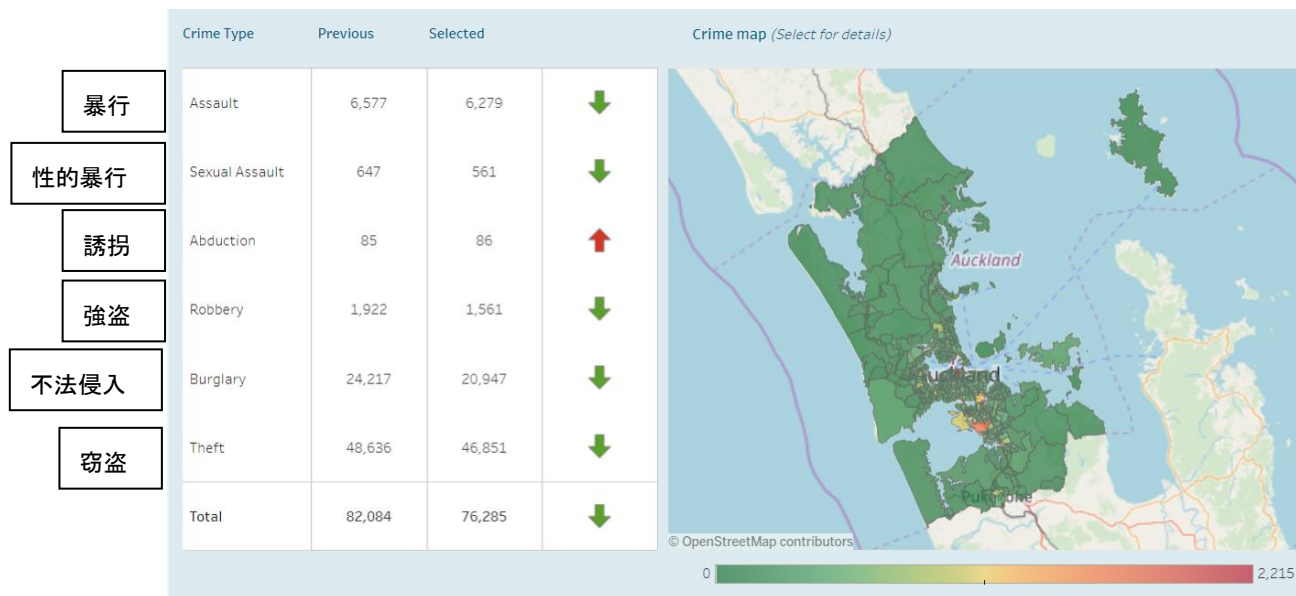 Crime Type Previous Selected
Crime map (Select for details)
暴行
Assault 6,577 6,279
性的暴行
Sexual Assault 647 561
誘拐
Abduction 85 86
強盗
Robbery 1,922 1,561
不法侵入
Burglary 24,217 20,947
窃盗
Theft 48,636 46,851
Total 82,084 76,285
Auckland
Auckland
© OpenStreetMap contributors
0 2,215